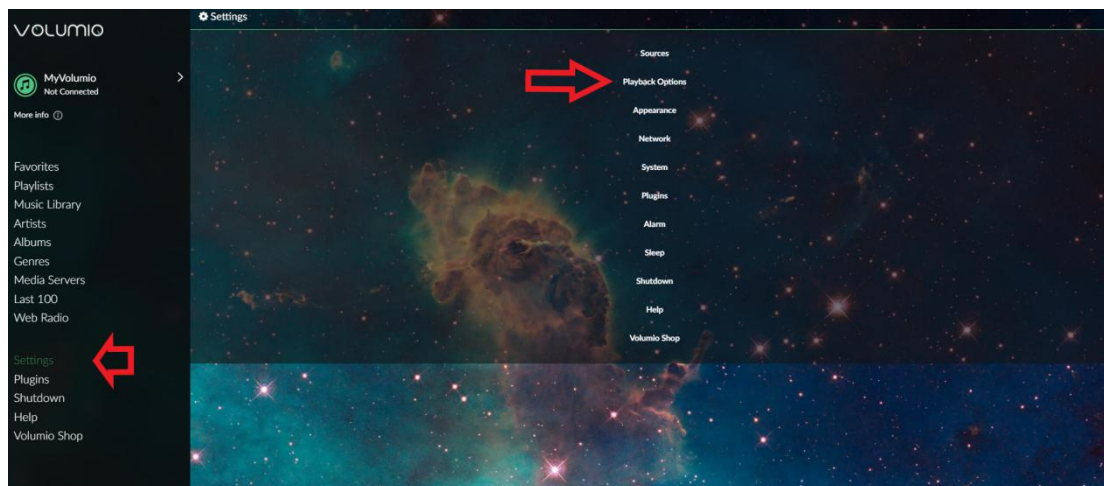 VOLUMIO
MyVolumio
Not Connected
More info
Favorites
Playlists
Music Library
Artists
Albums
Genres
Media Servers
Last 100
Web Radio
Settings
Plugins
Shutdown
Help
Volumio Shop
Settings
Sources
Playback Options
Appearance
Network
System
Plugins
Alarm
Sleep
Shutdown
Help
Volumio Shop